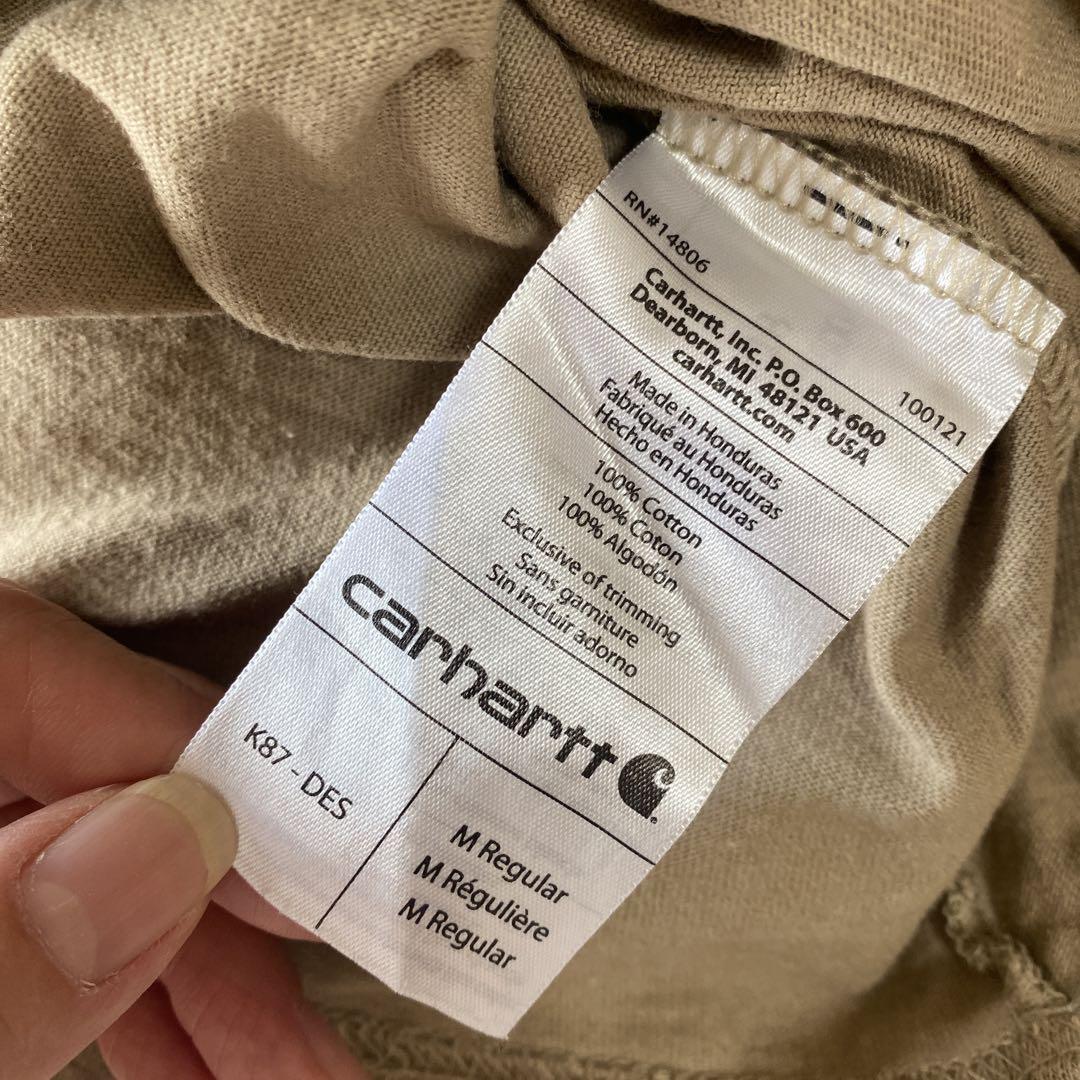 RN#14806
100121
Carhartt, Inc. P.O. Box 600
Dearborn, MI 48121 USA
carhartt.com
Made in Honduras
Fabriqué au Honduras
Hecho en Honduras
100% Cotton
100% Coton
100% Algodón
Exclusive of trimming
Sans garniture
Sin incluir adorno
carhartt
K87 - DES
M Regular
M Régulière
M Regular